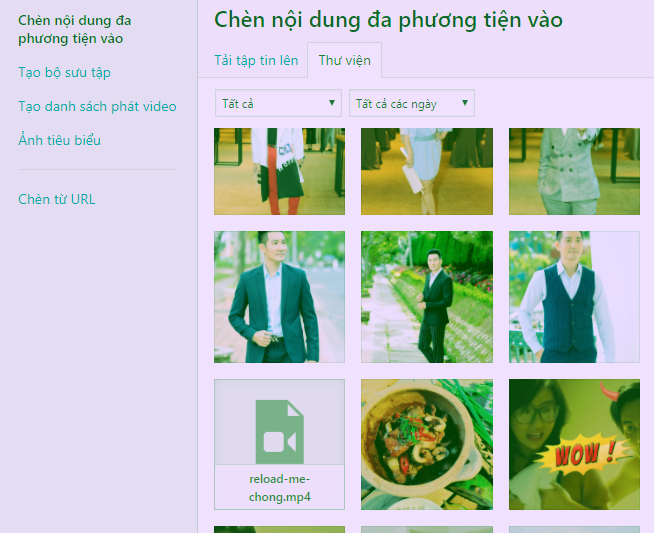 Chèn nội dung đa
phương tiện vào
Tạo bộ sưu tập
Tạo danh sách phát video
Ảnh tiêu biểu
Chèn từ URL
Chèn nội dung đa phương tiện vào
Tải tập tin lên
Thư viện
Tất cả
Tất cả các ngày
reload-me-
chong.mp4
WOW !